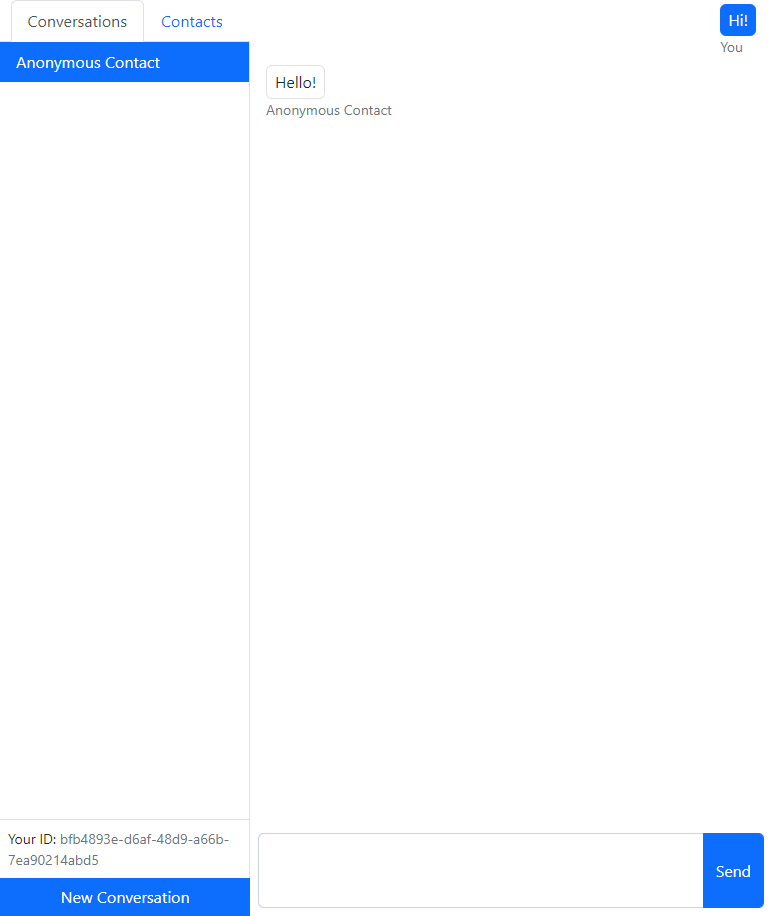 Conversations
Contacts
Anonymous Contact
Hi!
You
Hello!
Anonymous Contact
Your ID: bfb4893e-d6af-48d9-a66b-
7ea90214abd5
New Conversation
Send